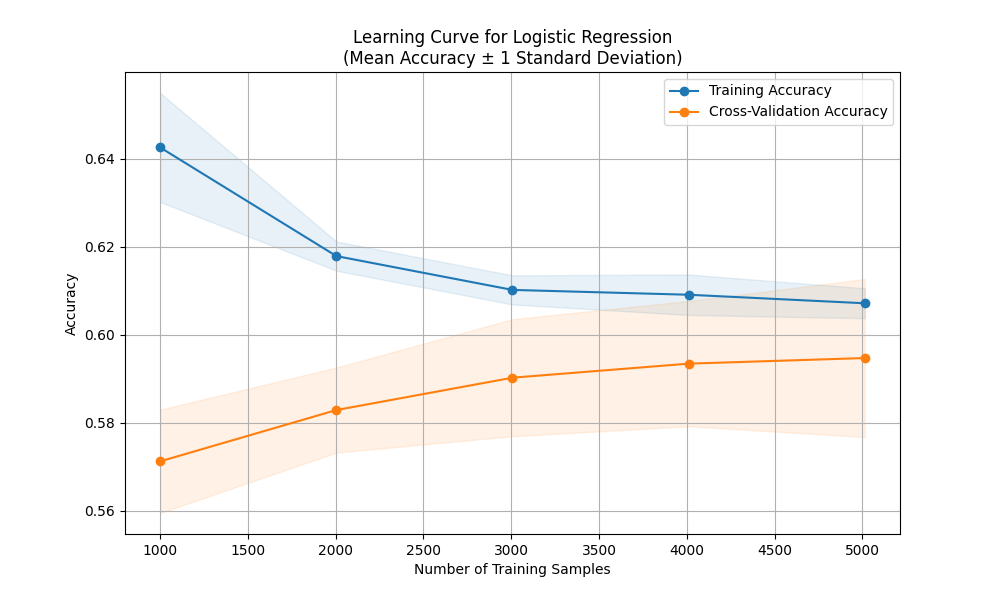 Learning Curve for Logistic Regression
(Mean Accuracy ± 1 Standard Deviation)
Training Accuracy
Cross-Validation Accuracy
Accuracy
0.64
0.62
0.60
0.58
0.56
1000 1500 2000 2500 3000 3500 4000 4500 5000
Number of Training Samples